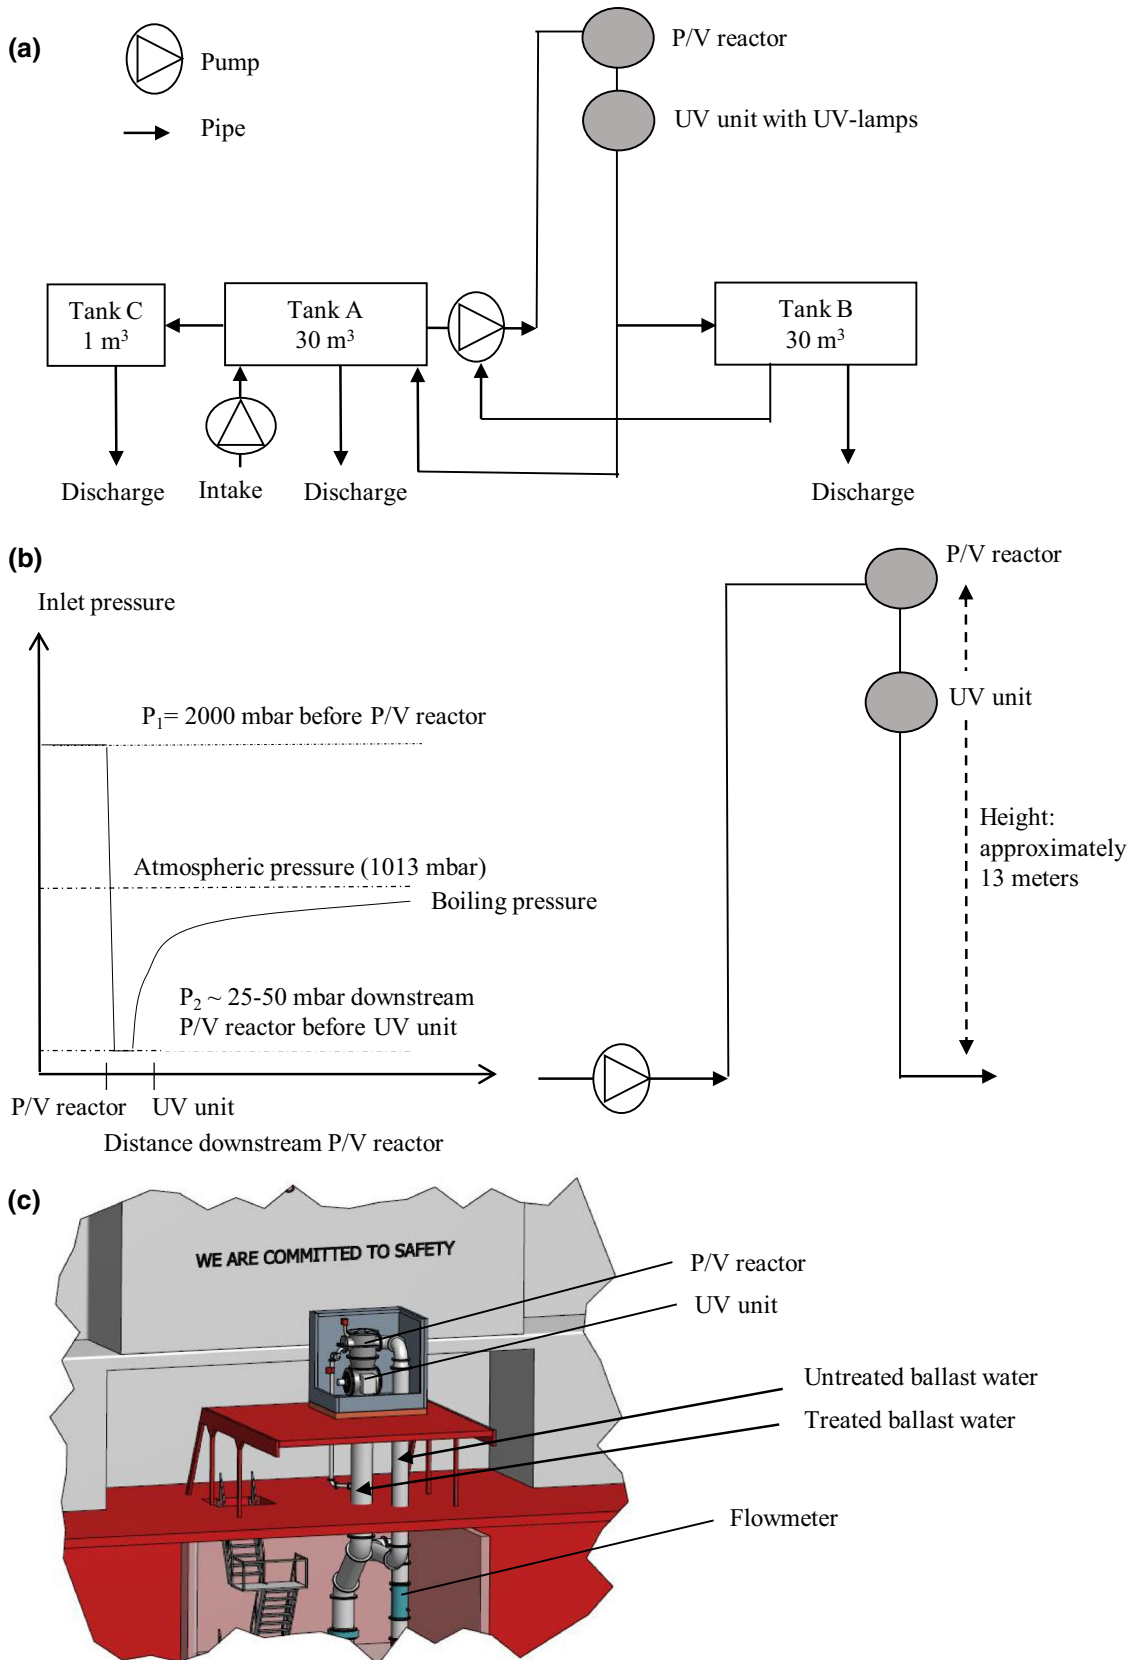 (a)
Pump
Pipe
P/V reactor
UV unit with UV-lamps
Tank C
1 m³
Tank A
30 m³
Tank B
30 m³
Discharge
Intake
Discharge
Discharge
(b)
Inlet pressure
P₁= 2000 mbar before P/V reactor
Atmospheric pressure (1013 mbar)
Boiling pressure
P₂ ~ 25-50 mbar downstream
P/V reactor before UV unit
P/V reactor
UV unit
Distance downstream P/V reactor
P/V reactor
UV unit
Height:
approximately
13 meters
(c)
WE ARE COMMITTED TO SAFETY
P/V reactor
UV unit
Untreated ballast water
Treated ballast water
Flowmeter